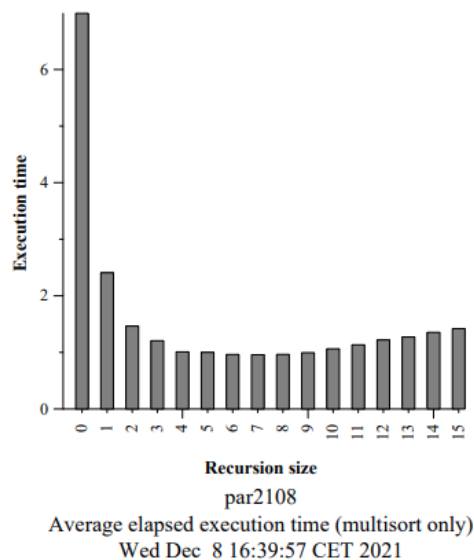 6
4
2
0
Execution time
0 1 2 3 4 5 6 7 8 9 10 11 12 13 14 15
Recursion size
par2108
Average elapsed execution time (multisort only)
Wed Dec  8 16:39:57 CET 2021